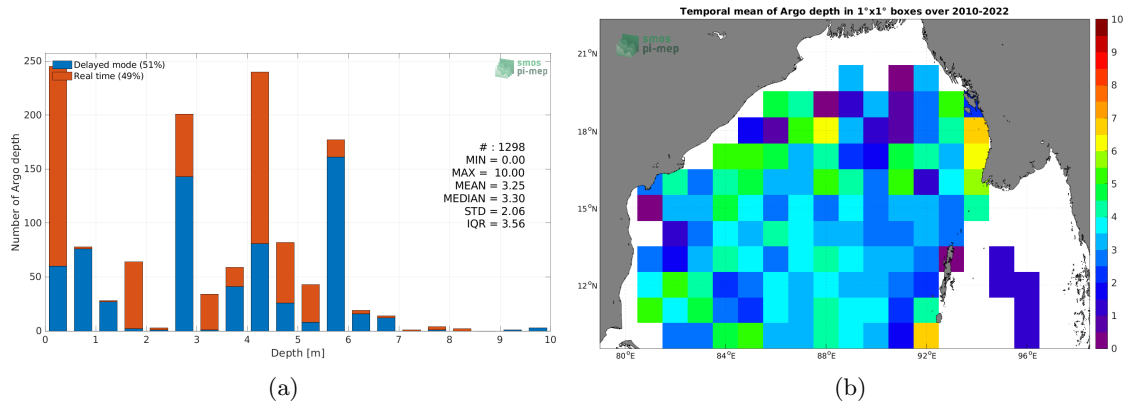 250
200
150
100
50
0
Number of Argo depth
Delayed mode (51%)
Real time (49%)
smos
pi-mep
# : 1298
MIN = 0.00
MAX = 10.00
MEAN = 3.25
MEDIAN = 3.30
STD = 2.06
IQR = 3.56
0 1 2 3 4 5 6 7 8 9 10
Depth [m]
(a)
Temporal mean of Argo depth in 1°x1° boxes over 2010-2022
smos
pi-mep
21°N
18°N
15°N
12°N
80°E 84°E 88°E 92°E 96°E
10
9
8
7
6
5
4
3
2
1
0
(b)